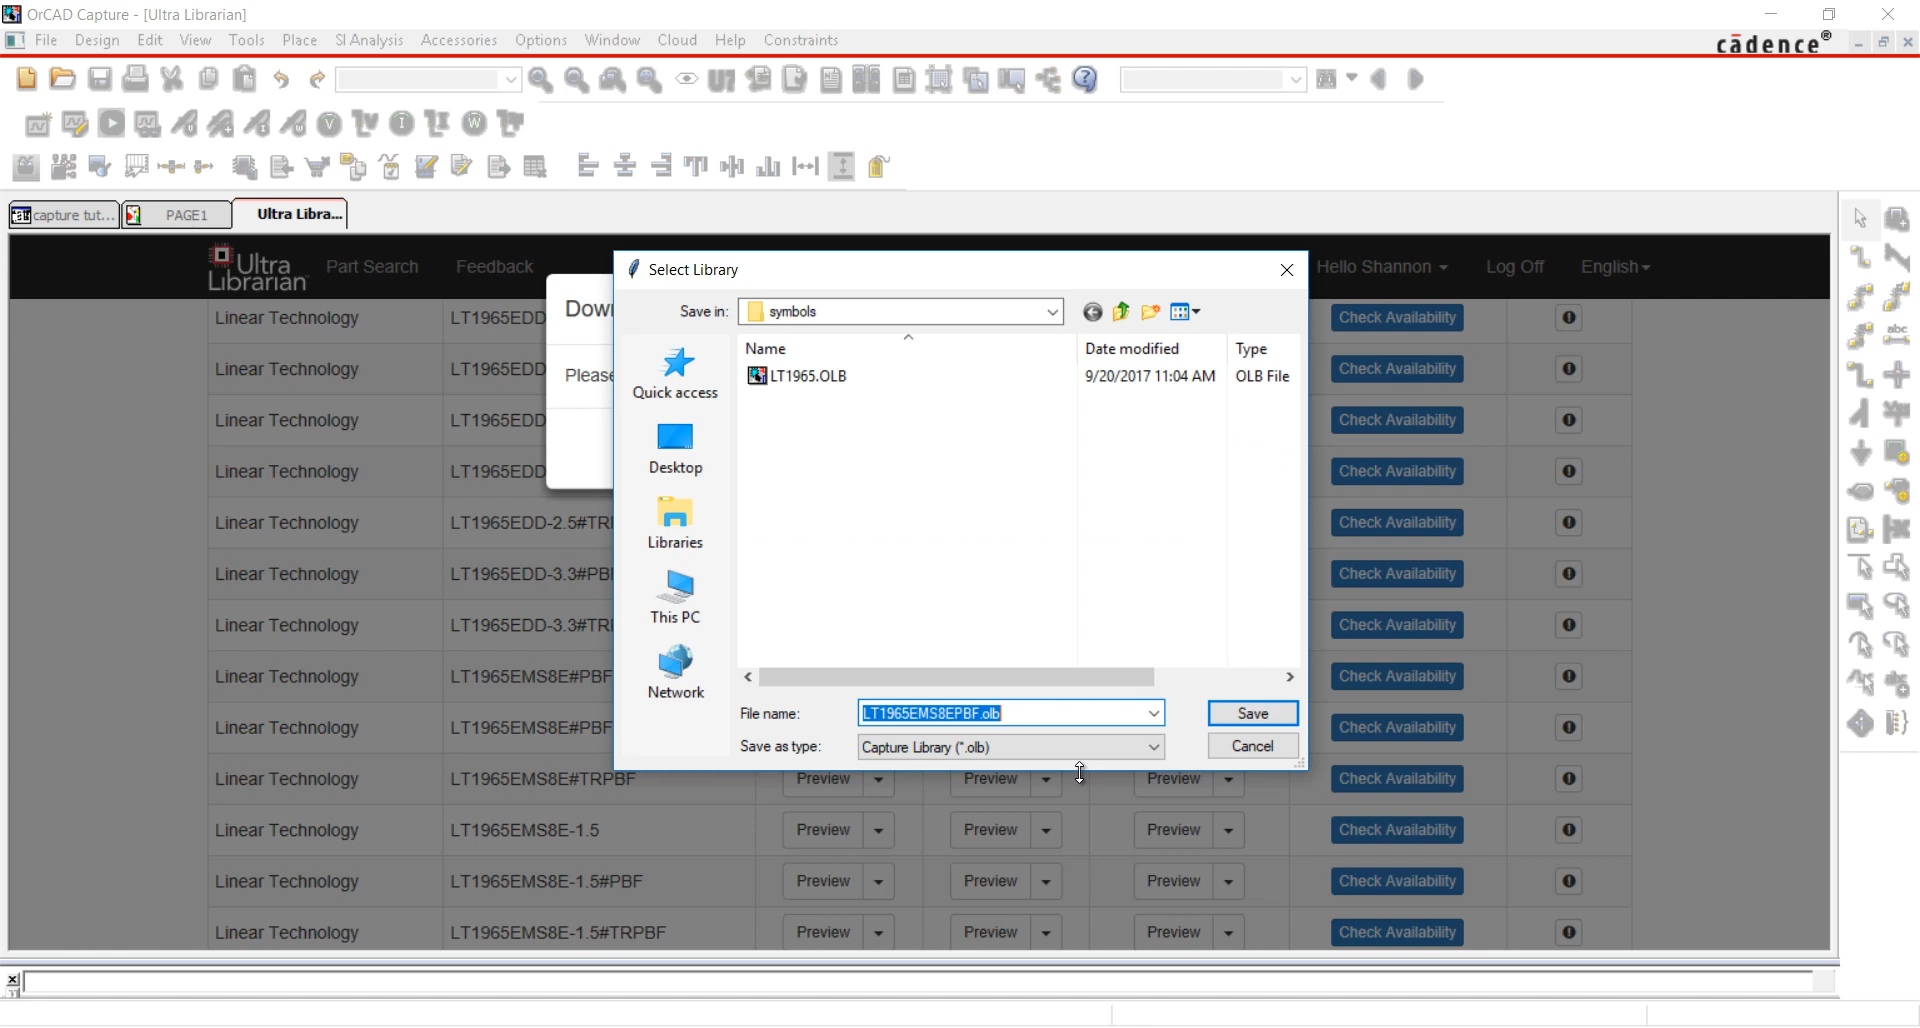 OrCAD Capture - [Ultra Librarian]
File Design Edit View Tools Place SI Analysis Accessories Options Window Cloud Help Constraints
cādence®
capture tut... PAGE1 Ultra Libra...
Ultra Librarian Part Search Feedback Hello Shannon Log Off English
Select Library
Save in: symbols
Name Date modified Type
LT1965.OLB 9/20/2017 11:04 AM OLB File
Quick access
Desktop
Libraries
This PC
Network
File name: LT1965EMS8EPBF.olb Save
Save as type: Capture Library (*.olb) Cancel
Dow
Please
Linear Technology LT1965EDD Check Availability
Linear Technology LT1965EDD Check Availability
Linear Technology LT1965EDD Check Availability
Linear Technology LT1965EDD Check Availability
Linear Technology LT1965EDD-2.5#TR Check Availability
Linear Technology LT1965EDD-3.3#PB Check Availability
Linear Technology LT1965EDD-3.3#TR Check Availability
Linear Technology LT1965EMS8E#PBF Check Availability
Linear Technology LT1965EMS8E#PBF Check Availability
Linear Technology LT1965EMS8E#TRPBF Preview Preview Preview Check Availability
Linear Technology LT1965EMS8E-1.5 Preview Preview Preview Check Availability
Linear Technology LT1965EMS8E-1.5#PBF Preview Preview Preview Check Availability
Linear Technology LT1965EMS8E-1.5#TRPBF Preview Preview Preview Check Availability